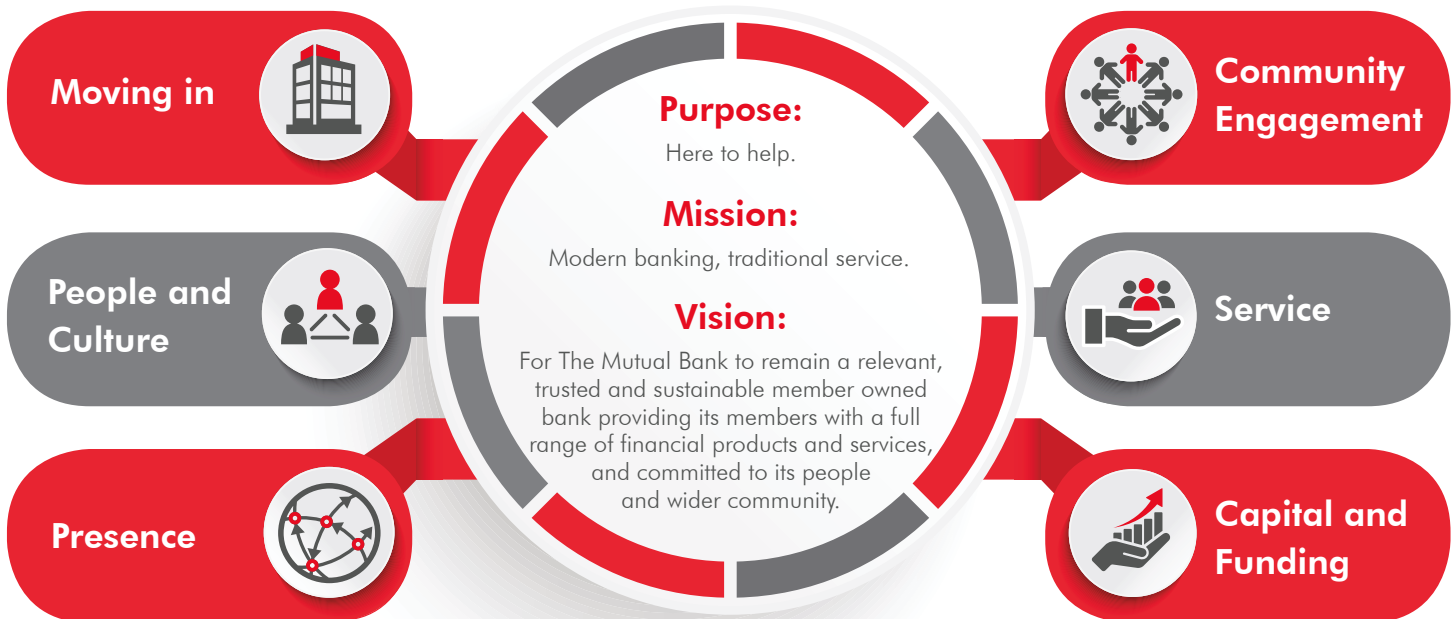 Moving in
People and
Culture
Presence
Purpose:
Here to help.
Mission:
Modern banking, traditional service.
Vision:
For The Mutual Bank to remain a relevant,
trusted and sustainable member owned
bank providing its members with a full
range of financial products and services,
and committed to its people
and wider community.
Community
Engagement
Service
Capital and
Funding